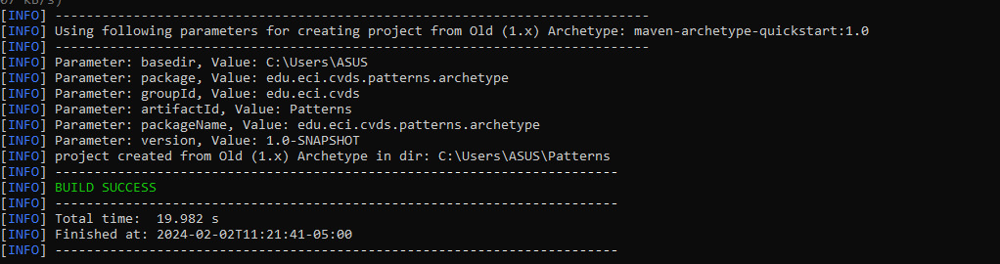 67 kB/s)
[INFO] ----------------------------------------------------------------------------
[INFO] Using following parameters for creating project from Old (1.x) Archetype: maven-archetype-quickstart:1.0
[INFO] ----------------------------------------------------------------------------
[INFO] Parameter: basedir, Value: C:\Users\ASUS
[INFO] Parameter: package, Value: edu.eci.cvds.patterns.archetype
[INFO] Parameter: groupId, Value: edu.eci.cvds
[INFO] Parameter: artifactId, Value: Patterns
[INFO] Parameter: packageName, Value: edu.eci.cvds.patterns.archetype
[INFO] Parameter: version, Value: 1.0-SNAPSHOT
[INFO] project created from Old (1.x) Archetype in dir: C:\Users\ASUS\Patterns
[INFO] ------------------------------------------------------------------------
[INFO] BUILD SUCCESS
[INFO] ------------------------------------------------------------------------
[INFO] Total time:  19.982 s
[INFO] Finished at: 2024-02-02T11:21:41-05:00
[INFO] ------------------------------------------------------------------------